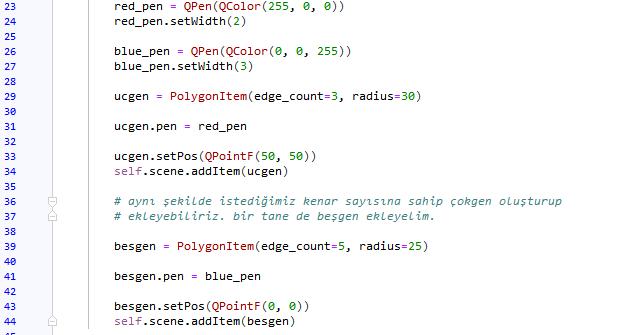 23 red_pen = QPen(QColor(255, 0, 0))
24 red_pen.setWidth(2)
25
26 blue_pen = QPen(QColor(0, 0, 255))
27 blue_pen.setWidth(3)
28
29 ucgen = PolygonItem(edge_count=3, radius=30)
30
31 ucgen.pen = red_pen
32
33 ucgen.setPos(QPointF(50, 50))
34 self.scene.addItem(ucgen)
35
36 # aynı şekilde istediğimiz kenar sayısına sahip çokgen oluşturup
37 # ekleyebiliriz. bir tane de beşgen ekleyelim.
38
39 besgen = PolygonItem(edge_count=5, radius=25)
40
41 besgen.pen = blue_pen
42
43 besgen.setPos(QPointF(0, 0))
44 self.scene.addItem(besgen)